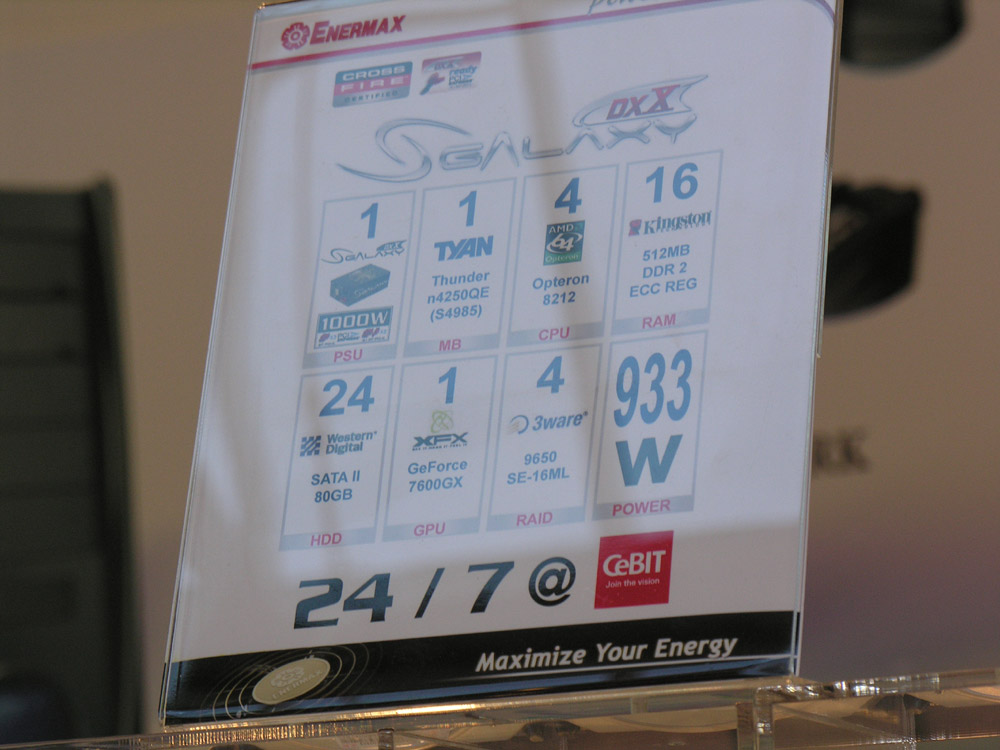 ENERMAX
CROSS
FIRE
CERTIFIED
ready
DXX
GALAXY
1
GALAXY DXX
1000W
PSU
1
TYAN
Thunder
n4250QE
(S4985)
MB
4
AMD
64
Opteron
Opteron
8212
CPU
16
Kingston
512MB
DDR 2
ECC REG
RAM
24
Western
Digital
SATA II
80GB
HDD
1
XFX
GeForce
7600GX
GPU
4
3ware
9650
SE-16ML
RAID
933
W
POWER
24 / 7 @
CeBIT
Join the vision
Maximize Your Energy
ENERMAX